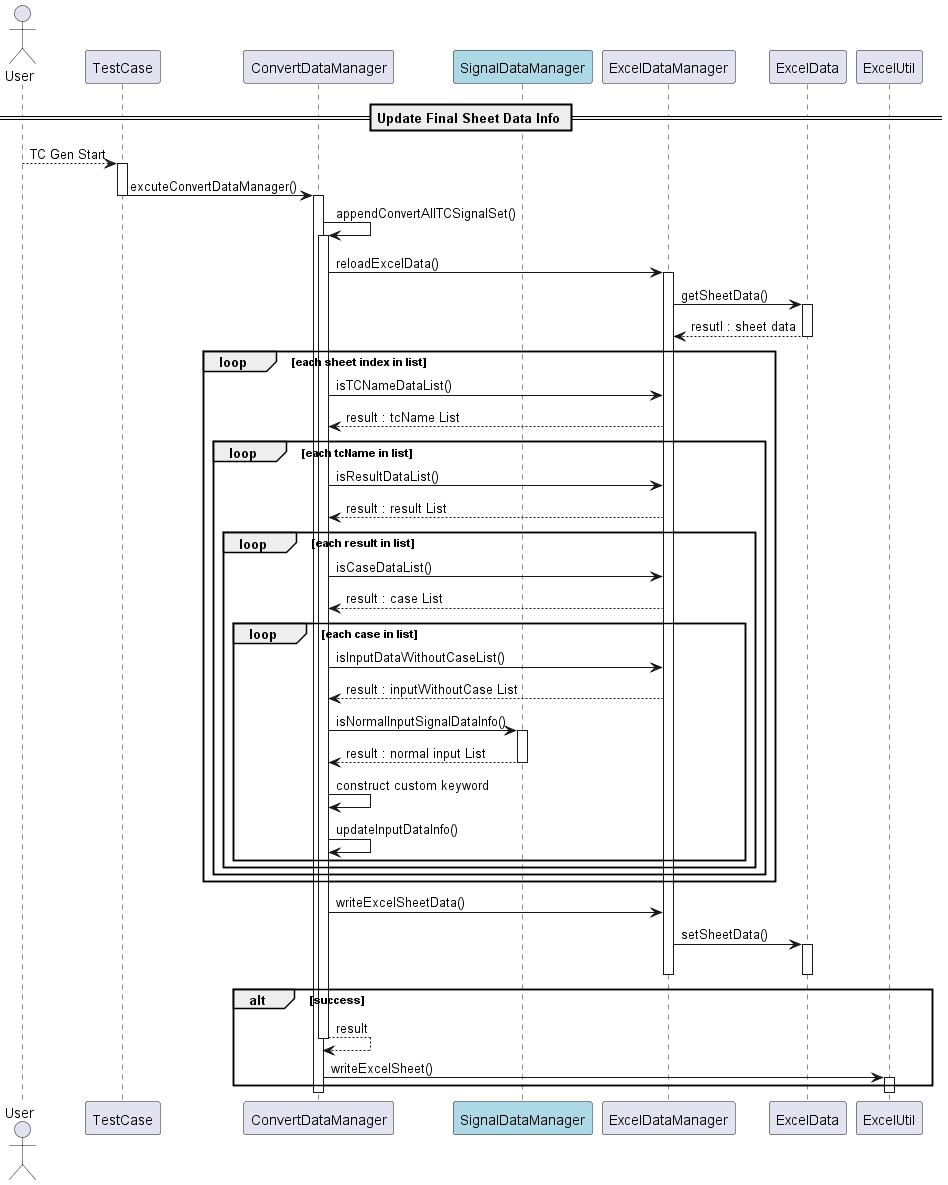 User
TestCase
ConvertDataManager
SignalDataManager
ExcelDataManager
ExcelData
ExcelUtil
Update Final Sheet Data Info
TC Gen Start
excuteConvertDataManager()
appendConvertAllTCSignalSet()
reloadExcelData()
getSheetData()
resutl : sheet data
loop
[each sheet index in list]
isTCNameDataList()
result : tcName List
loop
[each tcName in list]
isResultDataList()
result : result List
loop
[each result in list]
isCaseDataList()
result : case List
loop
[each case in list]
isInputDataWithoutCaseList()
result : inputWithoutCase List
isNormalInputSignalDataInfo()
result : normal input List
construct custom keyword
updateInputDataInfo()
writeExcelSheetData()
setSheetData()
alt
[success]
result
writeExcelSheet()
User
TestCase
ConvertDataManager
SignalDataManager
ExcelDataManager
ExcelData
ExcelUtil